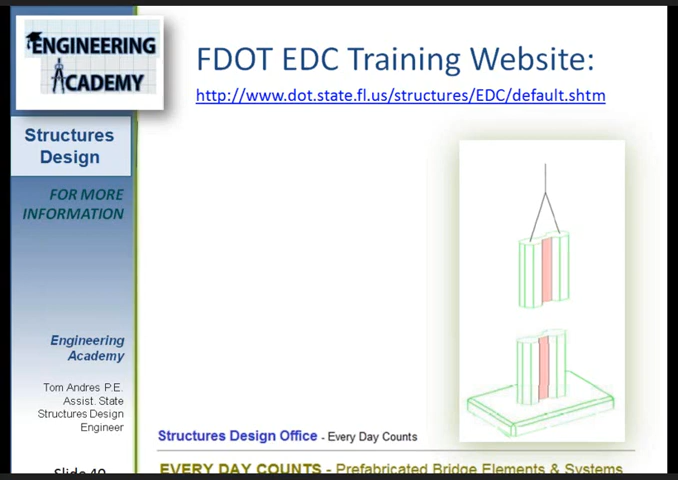 ENGINEERING
ACADEMY
FDOT EDC Training Website:
http://www.dot.state.fl.us/structures/EDC/default.shtm
Structures
Design
FOR MORE
INFORMATION
Engineering
Academy
Tom Andres P.E.
Assist. State
Structures Design
Engineer
Structures Design Office - Every Day Counts
Slide 40
EVERY DAY COUNTS - Prefabricated Bridge Elements & Systems